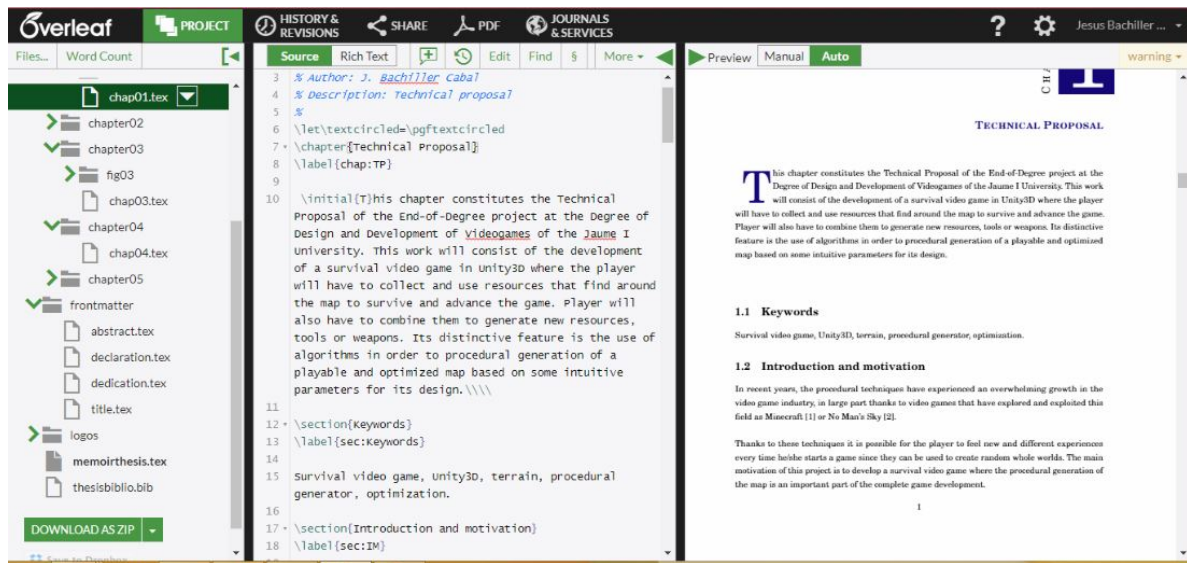 Overleaf PROJECT HISTORY & REVISIONS SHARE PDF JOURNALS & SERVICES ? Jesus Bachiller ...
Files... Word Count
chap01.tex
chapter02
chapter03
fig03
chap03.tex
chapter04
chap04.tex
chapter05
frontmatter
abstract.tex
declaration.tex
dedication.tex
title.tex
logos
memoirthesis.tex
thesisbiblio.bib
DOWNLOAD AS ZIP
Save to Dropbox
Source Rich Text Edit Find § More
3 % Author: J. Bachiller Cabal
4 % Description: Technical proposal
5 %
6 \let\textcircled=\pgftextcircled
7 \chapter{Technical Proposal}
8 \label{chap:TP}
9
10 \initial{T}his chapter constitutes the Technical
Proposal of the End-of-Degree project at the Degree of
Design and Development of Videogames of the Jaume I
University. This work will consist of the development
of a survival video game in Unity3D where the player
will have to collect and use resources that find around
the map to survive and advance the game. Player will
also have to combine them to generate new resources,
tools or weapons. Its distinctive feature is the use of
algorithms in order to procedural generation of a
playable and optimized map based on some intuitive
parameters for its design.\\\\
11
12 \section{Keywords}
13 \label{sec:Keywords}
14
15 Survival video game, Unity3D, terrain, procedural
generator, optimization.
16
17 \section{Introduction and motivation}
18 \label{sec:IM}
Preview Manual Auto warning
CHA 1
TECHNICAL PROPOSAL
This chapter constitutes the Technical Proposal of the End-of-Degree project at the
Degree of Design and Development of Videogames of the Jaume I University. This work
will consist of the development of a survival video game in Unity3D where the player
will have to collect and use resources that find around the map to survive and advance the game.
Player will also have to combine them to generate new resources, tools or weapons. Its distinctive
feature is the use of algorithms in order to procedural generation of a playable and optimized
map based on some intuitive parameters for its design.
1.1 Keywords
Survival video game, Unity3D, terrain, procedural generator, optimization.
1.2 Introduction and motivation
In recent years, the procedural techniques have experienced an overwhelming growth in the
video game industry, in large part thanks to video games that have explored and exploited this
field as Minecraft [1] or No Man's Sky [2].
Thanks to these techniques it is possible for the player to feel new and different experiences
every time he/she starts a game since they can be used to create random whole worlds. The main
motivation of this project is to develop a survival video game where the procedural generation of
the map is an important part of the complete game development.
1